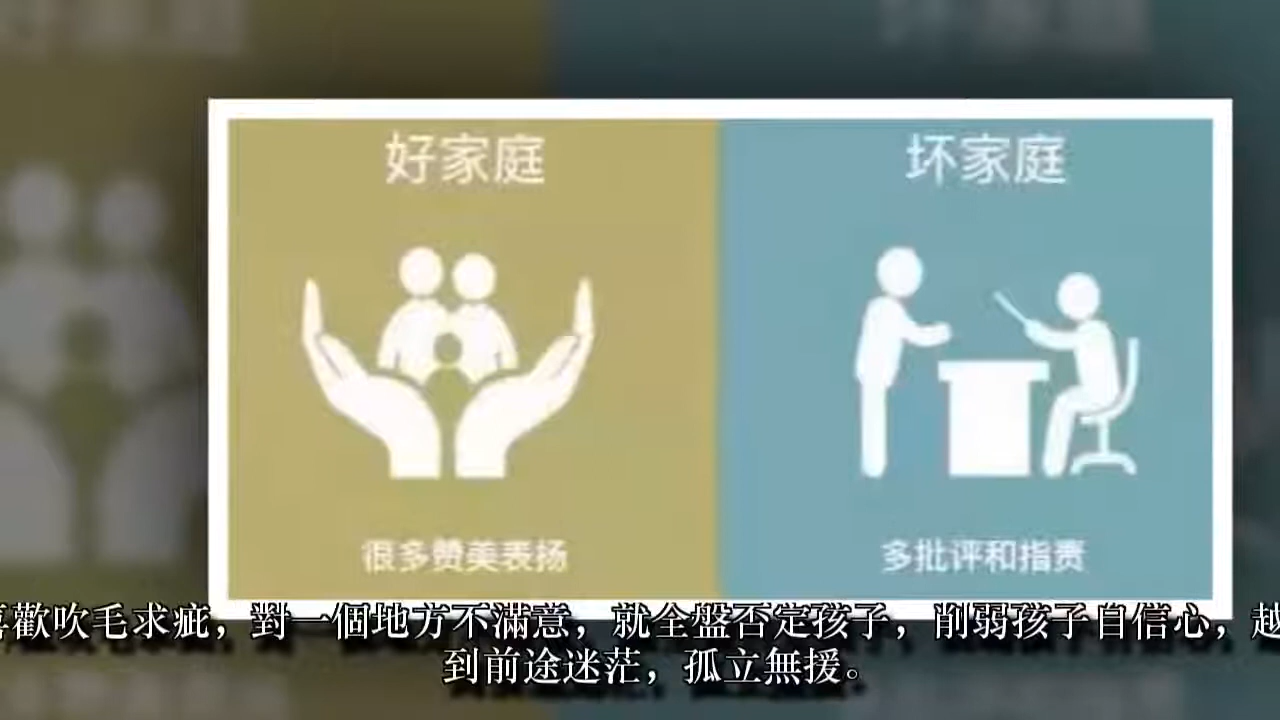 好家庭
坏家庭
很多赞美表扬
多批评和指责
喜歡吹毛求疵，對一個地方不滿意，就全盤否定孩子，削弱孩子自信心，越
到前途迷茫，孤立無援。